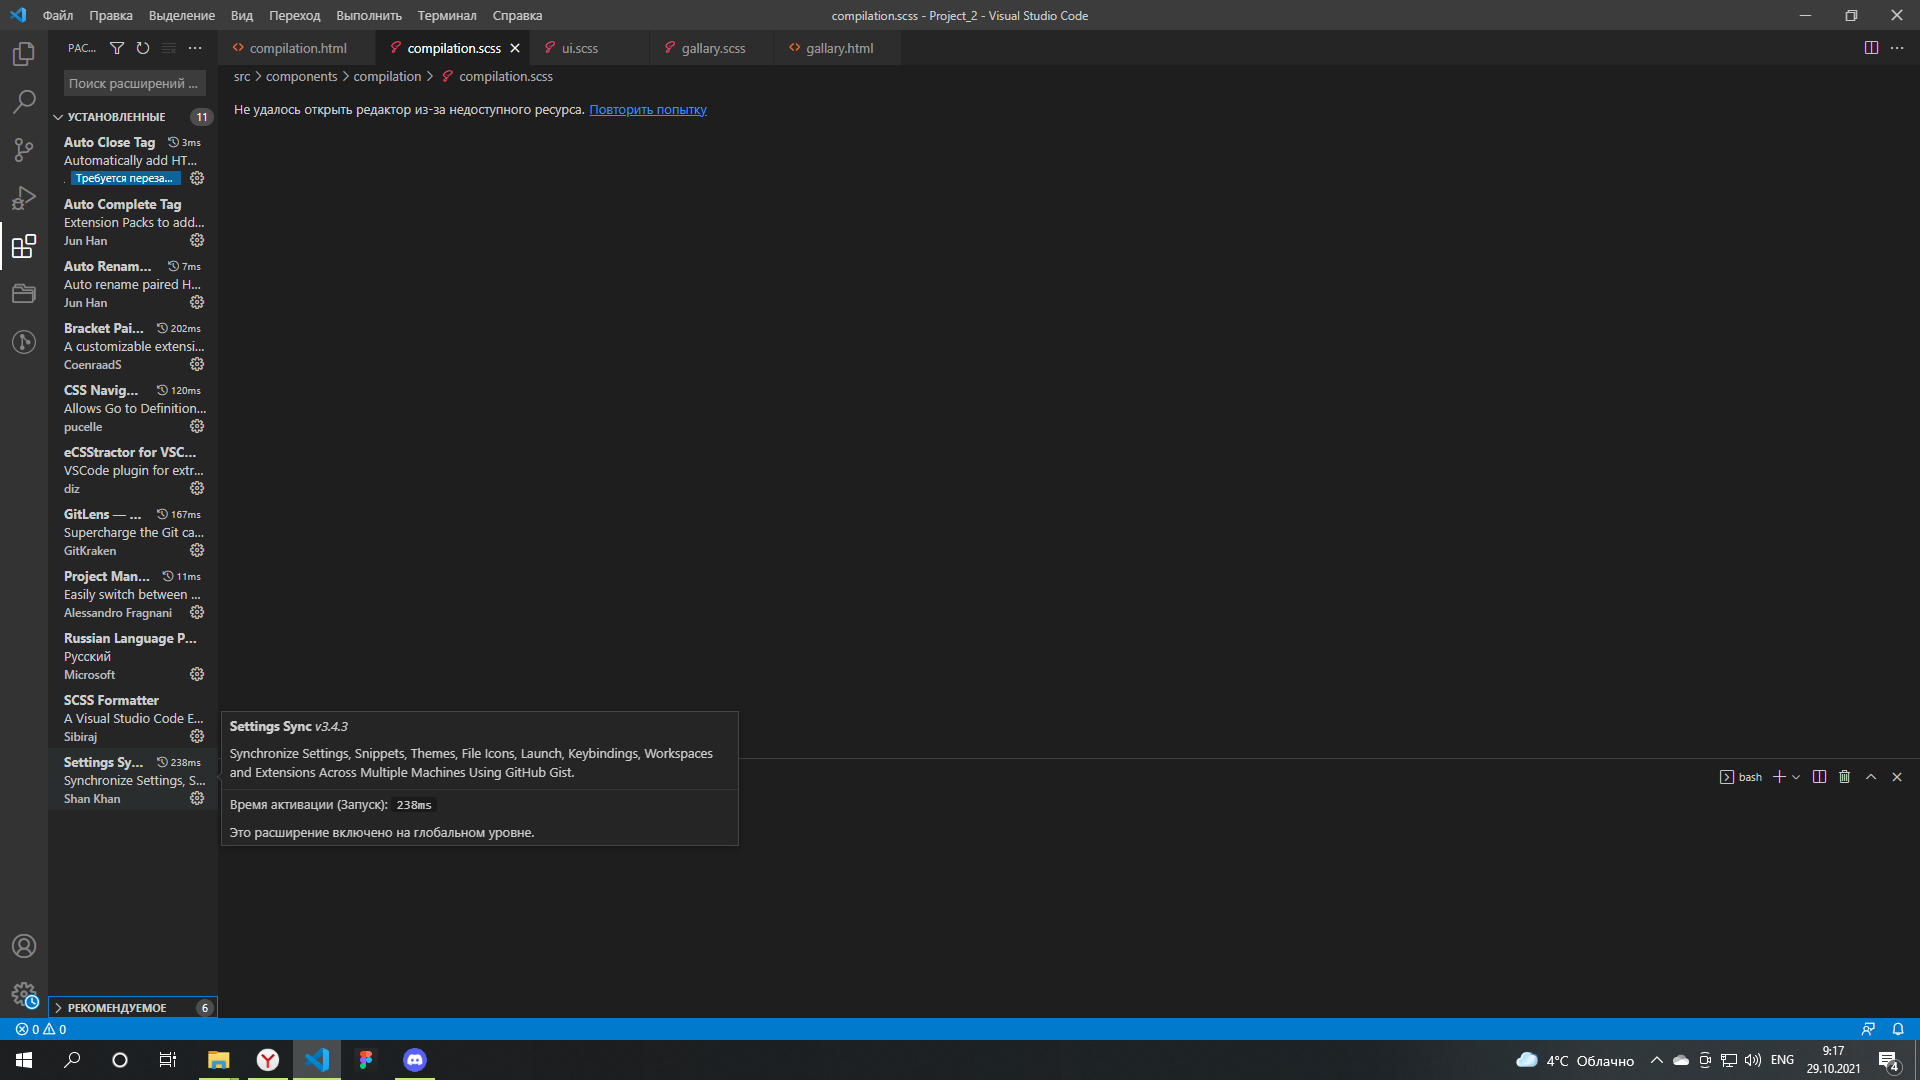 Файл Правка Выделение Вид Переход Выполнить Терминал Справка
compilation.scss - Project_2 - Visual Studio Code
РАС...
compilation.html
compilation.scss
ui.scss
gallary.scss
gallary.html
src > components > compilation > compilation.scss
Не удалось открыть редактор из-за недоступного ресурса. Повторить попытку
Поиск расширений ...
УСТАНОВЛЕННЫЕ 11
Auto Close Tag 3ms
Automatically add HT...
. Требуется переза...
Auto Complete Tag
Extension Packs to add...
Jun Han
Auto Renam... 7ms
Auto rename paired H...
Jun Han
Bracket Pai... 202ms
A customizable extensi...
CoenraadS
CSS Navig... 120ms
Allows Go to Definition...
pucelle
eCSStractor for VSC...
VSCode plugin for extr...
diz
GitLens — ... 167ms
Supercharge the Git ca...
GitKraken
Project Man... 11ms
Easily switch between ...
Alessandro Fragnani
Russian Language P...
Русский
Microsoft
SCSS Formatter
A Visual Studio Code E...
Sibiraj
Settings Sy... 238ms
Synchronize Settings, S...
Shan Khan
Settings Sync v3.4.3
Synchronize Settings, Snippets, Themes, File Icons, Launch, Keybindings, Workspaces
and Extensions Across Multiple Machines Using GitHub Gist.
Время активации (Запуск): 238ms
Это расширение включено на глобальном уровне.
bash
РЕКОМЕНДУЕМОЕ 6
0 0
4°C Облачно
ENG
9:17
29.10.2021
4